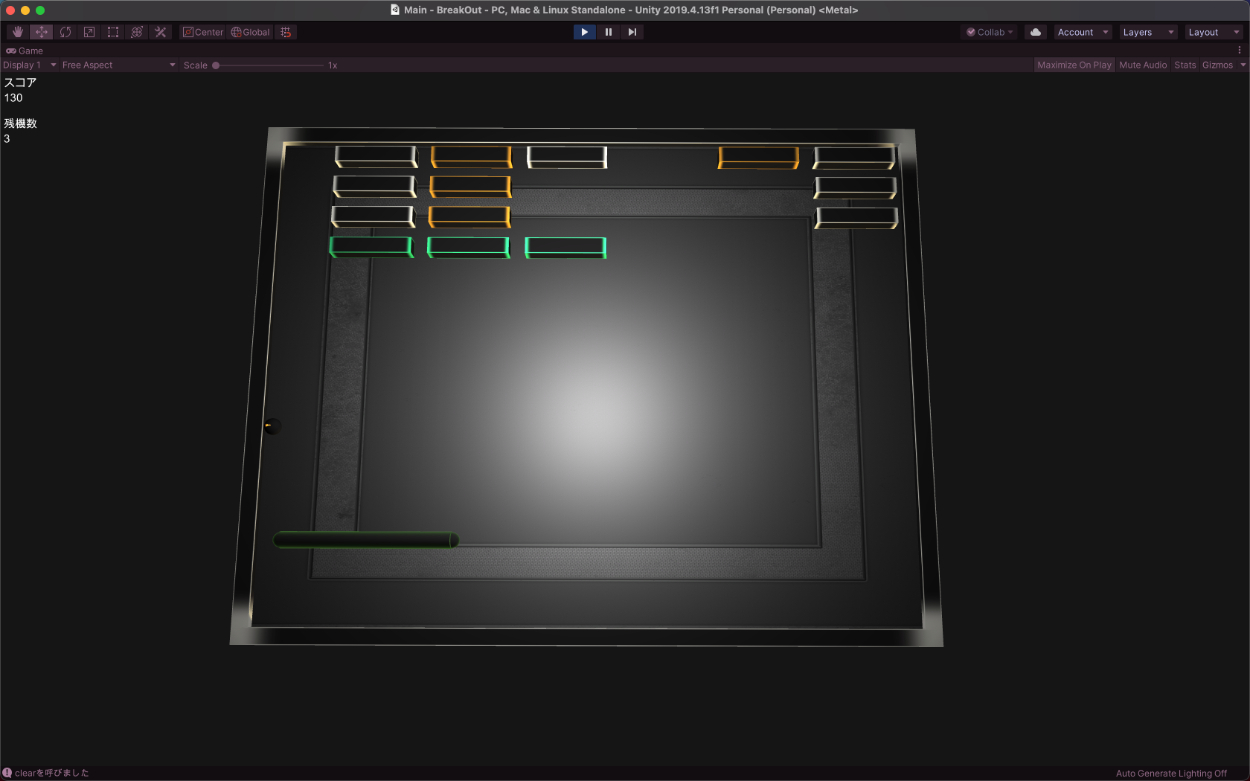 Main - BreakOut - PC, Mac & Linux Standalone - Unity 2019.4.13f1 Personal (Personal) <Metal>
Center Global Collab Account Layers Layout
Game
Display 1 Free Aspect Scale 1x Maximize On Play Mute Audio Stats Gizmos
スコア
130
残機数
3
clearを呼びました Auto Generate Lighting Off